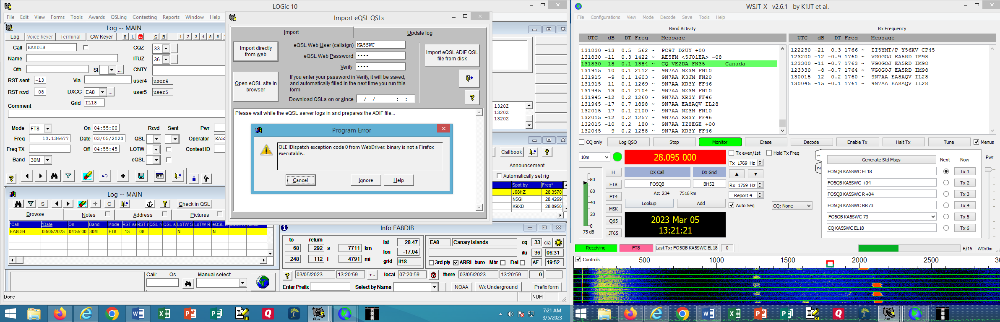 LOGic 10
File Edit View Forms Tools Awards QSLing Contesting Reports Window Help
Log -- MAIN
Log Voice keyer Terminal CW Keyer S L C R 1 2 3 4 5 6
Call EA8DIB CQZ 33 ...
Name ITUZ 36 ...
Qth St ... CNTY
RST sent -13 Via user4 user4
RST rcvd -08 DXCC EA8 ... user5 user5
Grid IL18
Comment
Mode FT8 On 04:55:00 Rcvd Sent Pwr
Freq 10.136677 Date 03/05/2023 QSL Operator KA5S
Freq TX Off 04:55:45 LOTW Contest ID
Band 30M eQSL
Log -- MAIN
S C Check in QSL
Browse Notes Address Pictures
*Call *Date On Band Mode
EA8DIB 03/05/2023 04:55:00 30M FT8 -13 -08 N N
Call: Qs Manual select:
Done
Import eQSL QSLs
Import Update log
Import directly from web
eQSL Web User (callsign) KA5SWC
eQSL Web Password ••••
Verify ••••
Import eQSL ADIF QSL
file from disk
Open eQSL site in
browser
If you enter your password in Verify, it will be saved,
and automatically filled in the next time you run this
form
Download QSLs on or since / / : :
Please wait while the eQSL server logs in and prepares the ADIF file...
Program Error
OLE IDispatch exception code 0 from WebDriver: binary is not a Firefox
executable..
Cancel Ignore Help
1320Z
1320Z
1320Z
Callbook
Announcement
Automatically set rig
Spot by Freq*
J68HZ 28.3570
N5GI 28.4269
K9XD 28.0950
Info EA8DIB
to return lat 28.47 EA8 Canary Islands cq 33 cia
68 292 s 7711 km lon -17.04 itu 36 06:31
248 112 l 4791 mi grid il18 3rd pty ARRL buro Mbr Del AF 19:52
03/05/2023 13:20:59 + - local 07:20:59 there 03/05/2023 13:20:59 0
Enter Prefix Select by Name ... NOAA Wx Underground Prefix form
NUM
7:21 AM
3/5/2023
WSJT-X v2.6.1 by K1JT et al.
File Configurations View Mode Decode Save Tools Help
Band Activity
UTC dB DT Freq Message
131830 -13 0.5 562 ~ PC9T D2UY +00
131830 -11 0.3 1422 ~ AE5FM <5J01EA> -08
131830 -18 0.1 1384 ~ CQ VE2DA FN35 Canada
131915 10 0.1 2112 ~ 9N7AA NZ3M FN10
131915 -9 0.1 1603 ~ 9N7AA K3JM FN20
131915 -11 0.1 1269 ~ 9N7AA XR3Y FF46
131945 13 0.1 2104 ~ 9N7AA NZ3M FN10
131945 -12 0.2 1260 ~ 9N7AA XR3Y FF46
131945 -17 0.7 1898 ~ 9N7AA EA8AQV IL28
132015 17 0.1 2100 ~ 9N7AA NZ3M FN10
132015 -12 0.2 1257 ~ 9N7AA XR3Y FF46
132015 -10 0.2 180 ~ 9N7AA IZ8EGE +00
132045 -9 0.2 1258 ~ 9N7AA XR3Y FF46
Rx Frequency
UTC dB DT Freq Message
122230 -21 0.3 1766 ~ II5YMT/P Y56XV CP45
123200 -12 -0.9 1760 ~ VG0GOJ EA5RD IM98
123300 -11 -0.7 1763 ~ VG0GOJ EA5RD IM98
123330 -8 -0.7 1764 ~ VG0GOJ EA5RD IM98
130015 -12 -0.2 1760 ~ 9N7AA EA8AQV IL28
130045 -15 -0.1 1761 ~ 9N7AA EA8AQV IL28
CQ only Log QSO Stop Monitor Erase Decode Enable Tx Halt Tx Tune Menus
10m 28.095 000 Tx even/1st Hold Tx Freq
Tx 1769 Hz
H DX Call DX Grid
FT8 FO5QB BH52 Rx 1769 Hz
Az: 234 7516 km
FT4 Report 4
MSK Lookup Add Auto Seq CQ: None
Q65 2023 Mar 05
JT65 13:21:21
80
60
40
20
0
75 dB
1
2
Generate Std Msgs Next Now Pwr
FO5QB KA5SWC EL18 Tx 1
FO5QB KA5SWC +04 Tx 2
FO5QB KA5SWC R+04 Tx 3
FO5QB KA5SWC RR73 Tx 4
FO5QB KA5SWC 73 Tx 5
CQ KA5SWC EL18 Tx 6
Receiving FT8 Last Tx: FO5QB KA5SWC EL18 0 6/15 WD:0m
Controls 500 1000 1500 2000 2500